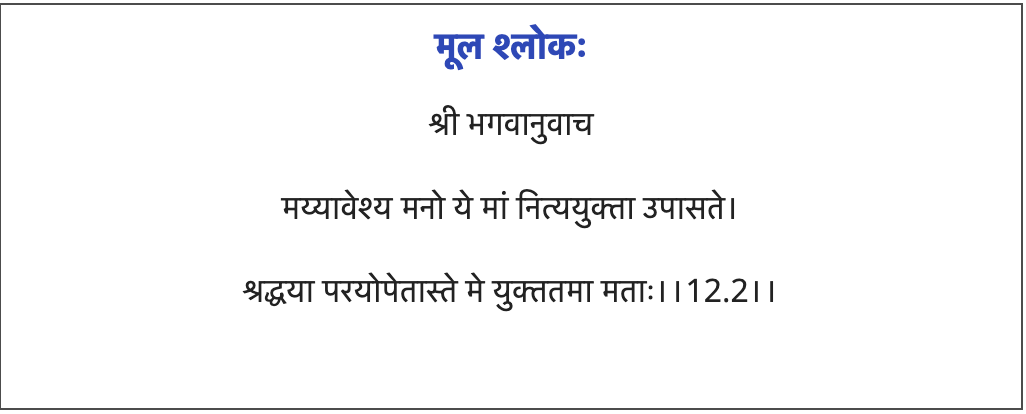 मूल श्लोकः
श्री भगवानुवाच
मय्यावेश्य मनो ये मां नित्ययुक्ता उपासते।
श्रद्धया परयोपेतास्ते मे युक्ततमा मताः।।12.2।।